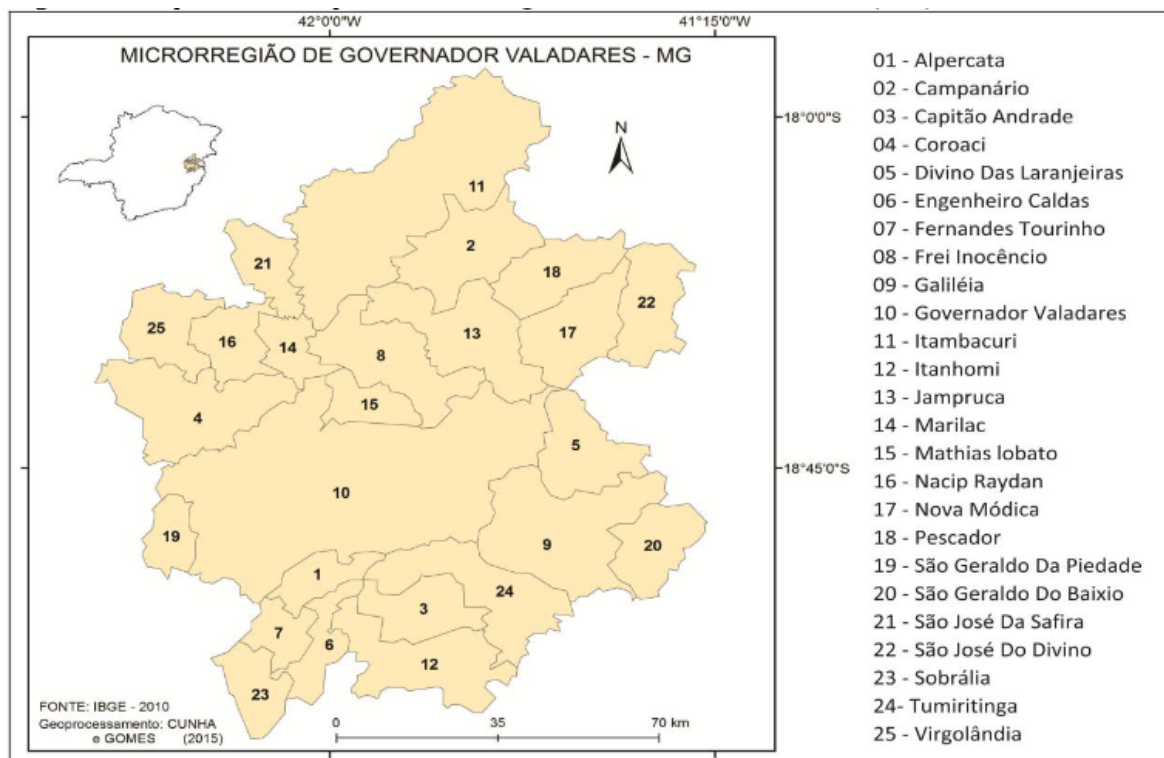 42°0'0"W
41°15'0"W
MICRORREGIÃO DE GOVERNADOR VALADARES - MG
18°0'0"S
N
11
2
21
18
22
25
16
14
8
13
17
15
4
5
18°45'0"S
10
19
9
20
1
24
3
7
6
12
23
FONTE: IBGE - 2010
Geoprocessamento: CUNHA
e GOMES (2015)
0 35 70 km
01 - Alpercata
02 - Campanário
03 - Capitão Andrade
04 - Coroaci
05 - Divino Das Laranjeiras
06 - Engenheiro Caldas
07 - Fernandes Tourinho
08 - Frei Inocêncio
09 - Galiléia
10 - Governador Valadares
11 - Itambacuri
12 - Itanhomi
13 - Jampruca
14 - Marilac
15 - Mathias lobato
16 - Nacip Raydan
17 - Nova Módica
18 - Pescador
19 - São Geraldo Da Piedade
20 - São Geraldo Do Baixio
21 - São José Da Safira
22 - São José Do Divino
23 - Sobrália
24- Tumiritinga
25 - Virgolândia